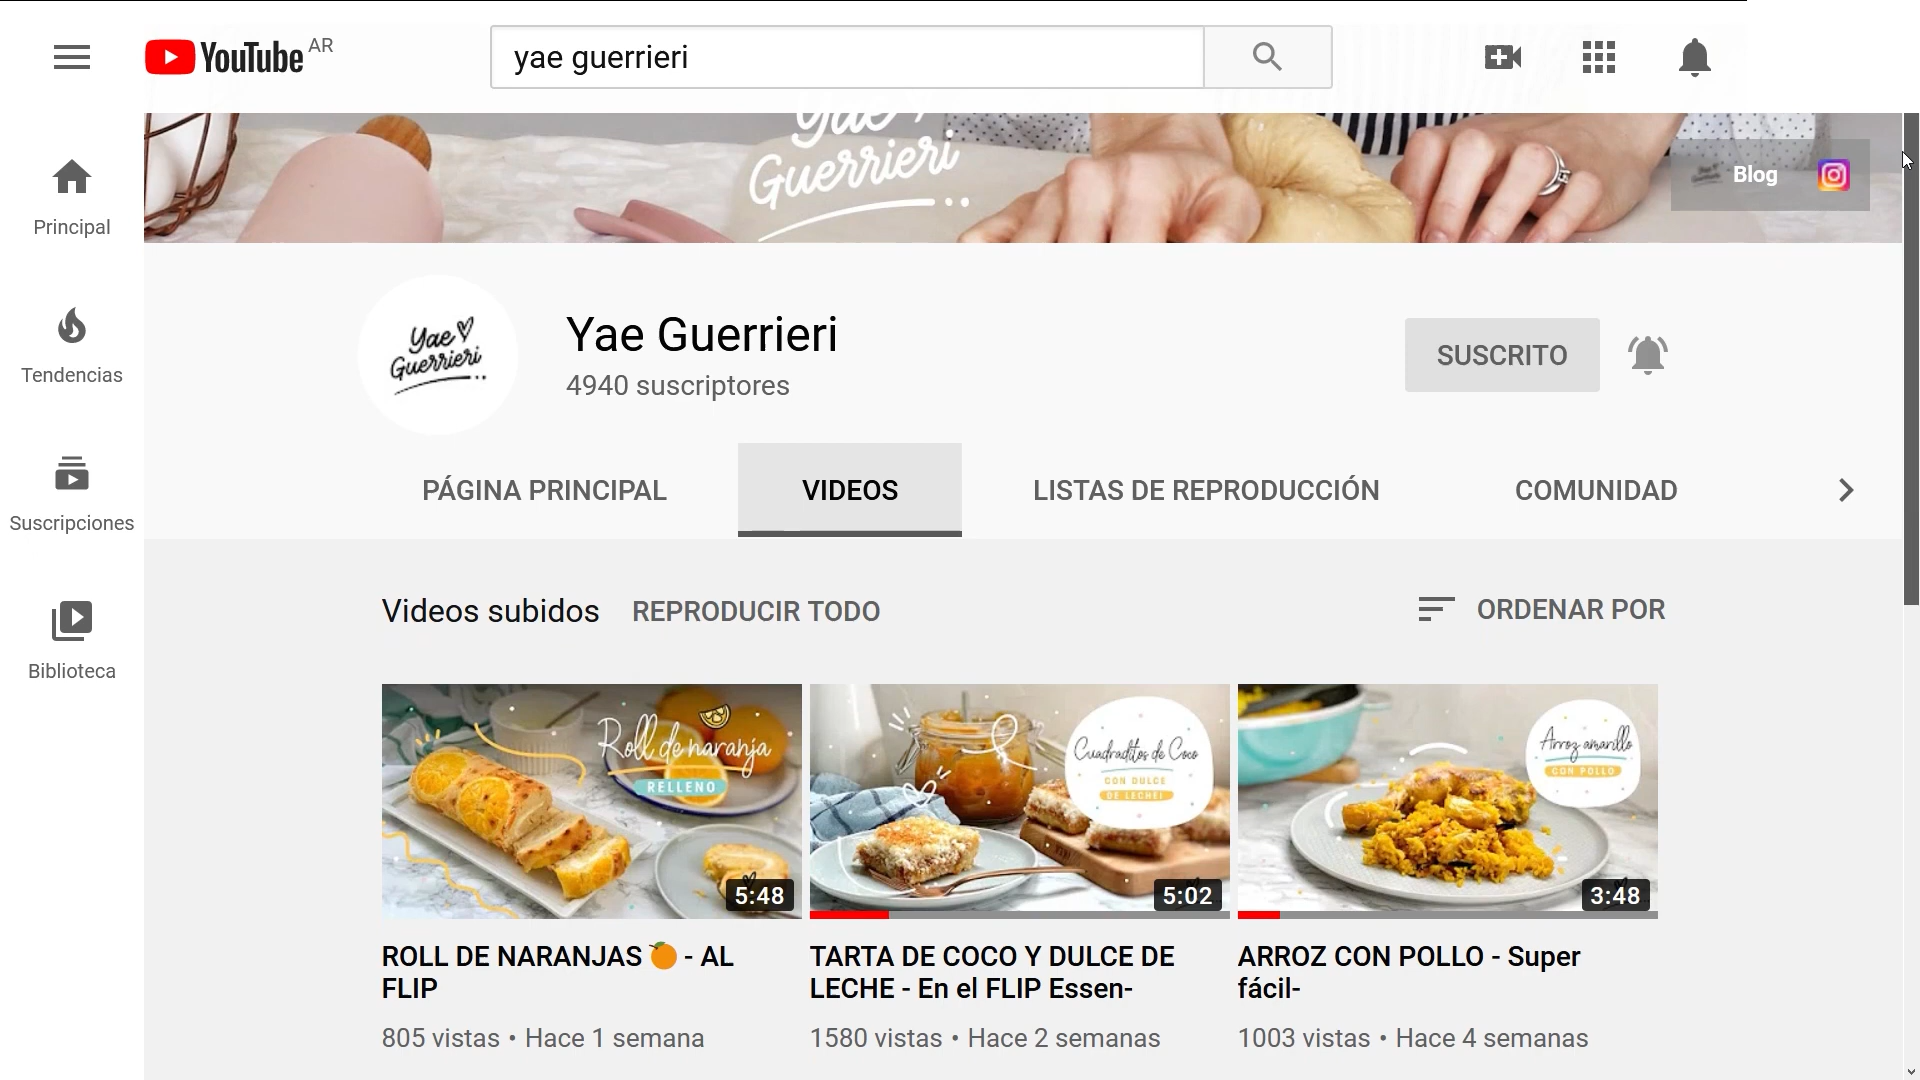 YouTube AR
yae guerrieri
Yae
Guerrieri
Blog
Principal
Tendencias
Suscripciones
Biblioteca
Yae
Guerrieri
Yae Guerrieri
4940 suscriptores
SUSCRITO
PÁGINA PRINCIPAL
VIDEOS
LISTAS DE REPRODUCCIÓN
COMUNIDAD
Videos subidos
REPRODUCIR TODO
ORDENAR POR
Roll de naranja
RELLENO
5:48
Cuadraditos de Coco
CON DULCE
DE LECHE!
5:02
Arroz amarillo
CON POLLO
3:48
ROLL DE NARANJAS 🍊 - AL
FLIP
805 vistas • Hace 1 semana
TARTA DE COCO Y DULCE DE
LECHE - En el FLIP Essen-
1580 vistas • Hace 2 semanas
ARROZ CON POLLO - Super
fácil-
1003 vistas • Hace 4 semanas